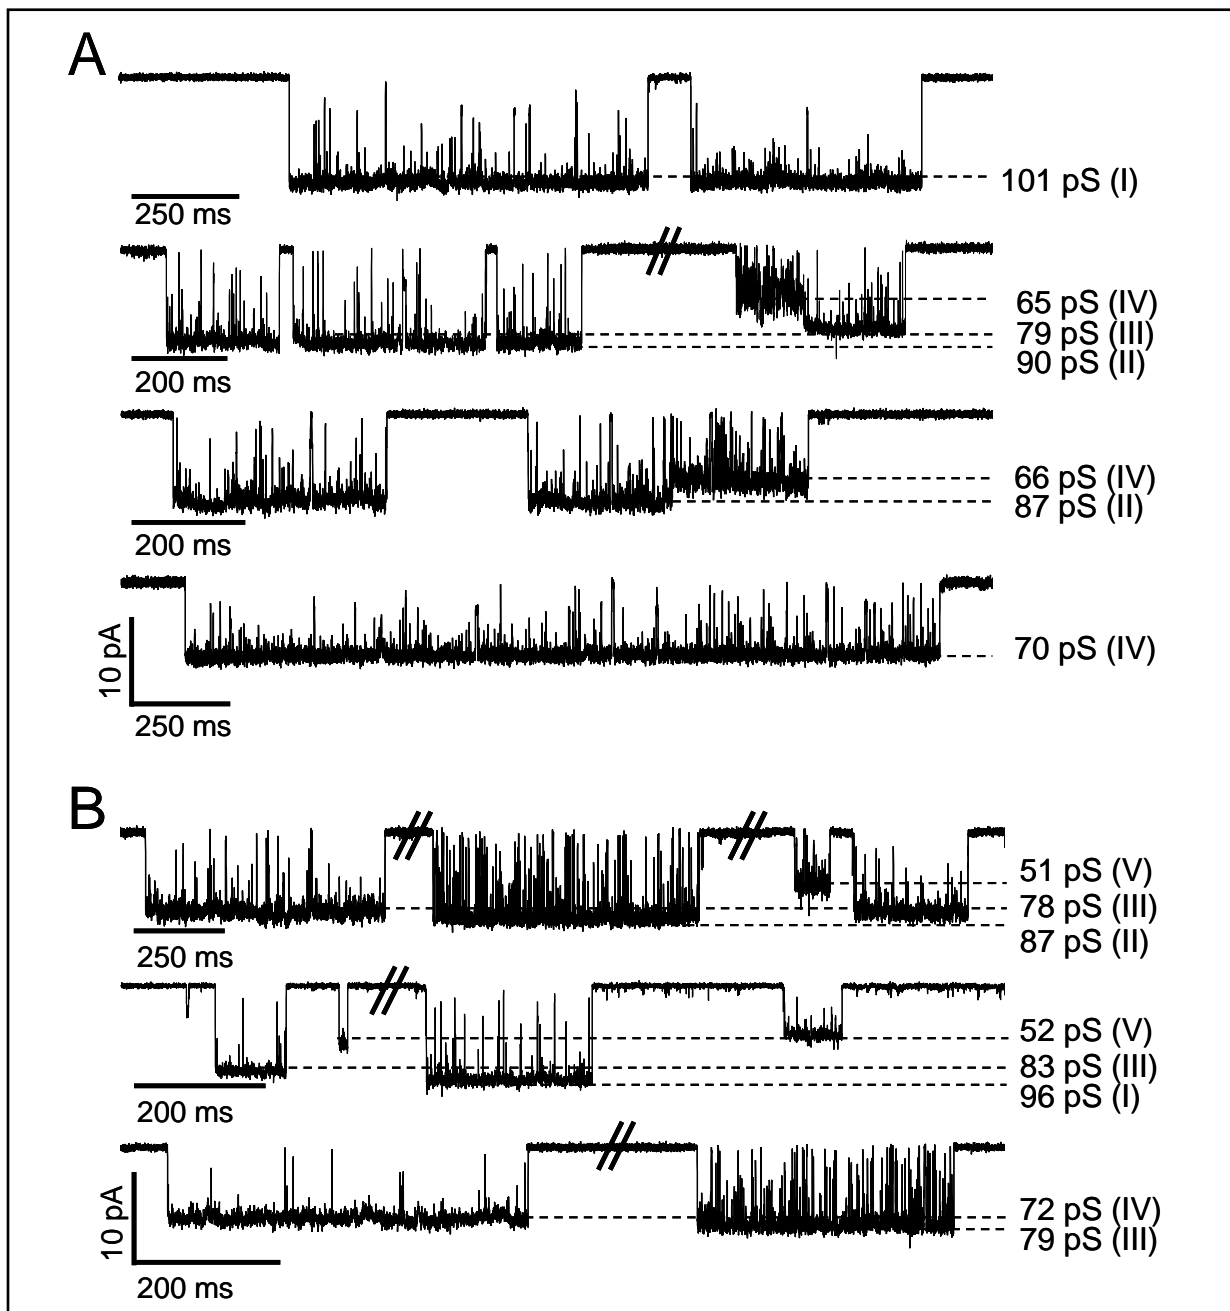 A
101 pS (I)
250 ms
65 pS (IV)
79 pS (III)
90 pS (II)
200 ms
66 pS (IV)
87 pS (II)
200 ms
10 pA
70 pS (IV)
250 ms
B
51 pS (V)
78 pS (III)
87 pS (II)
250 ms
52 pS (V)
83 pS (III)
96 pS (I)
200 ms
10 pA
72 pS (IV)
79 pS (III)
200 ms